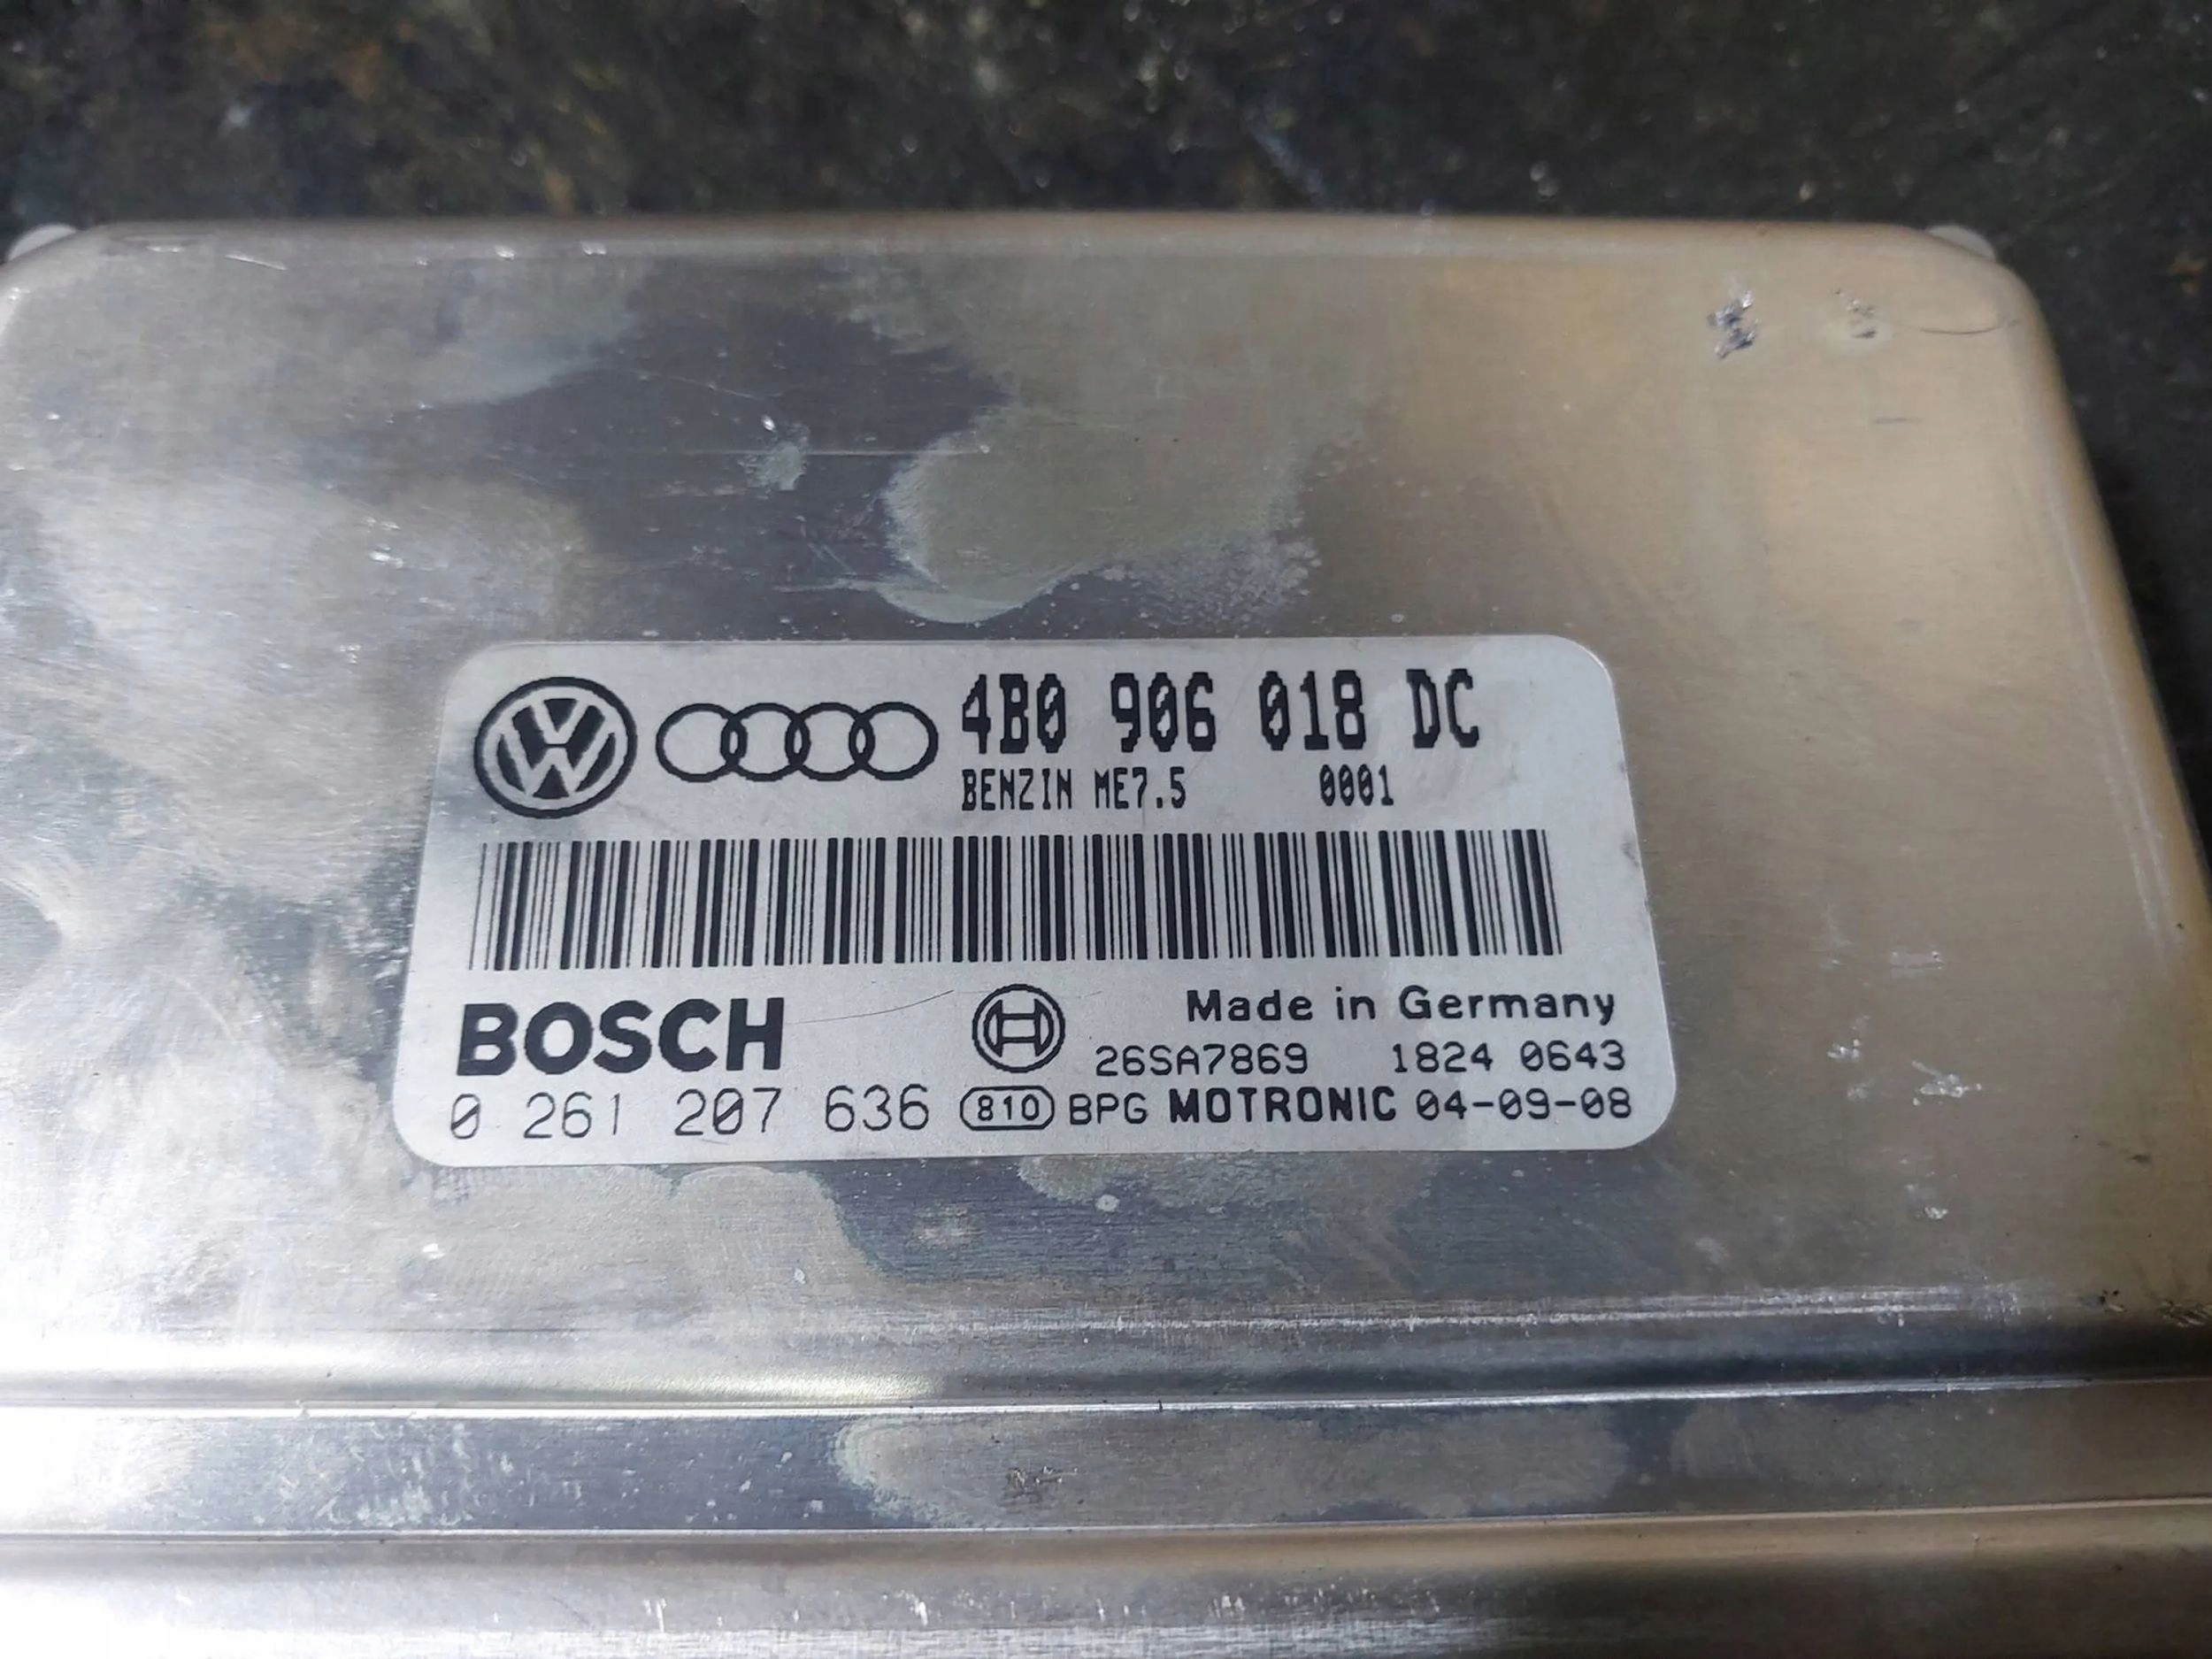 4B0 906 018 DC
BENZIN ME7.5 0001
BOSCH
Made in Germany
26SA7869 1824 0643
0 261 207 636 810 BPG MOTRONIC 04-09-08